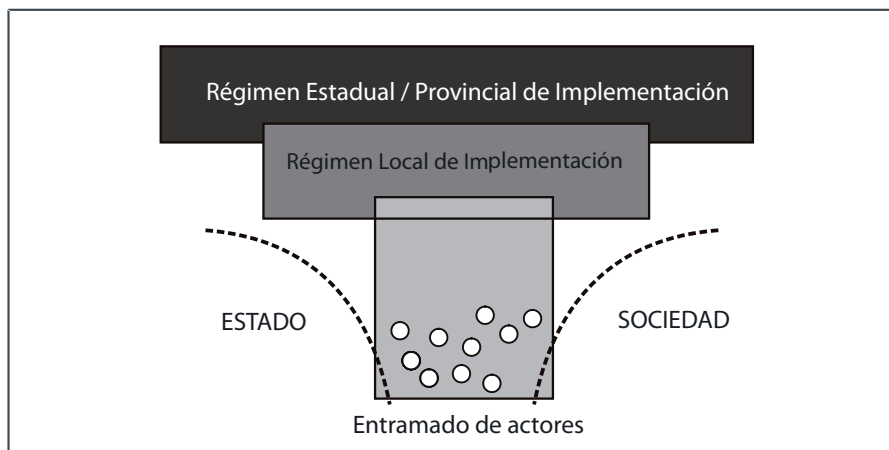 Régimen Estadual / Provincial de Implementación
Régimen Local de Implementación
ESTADO
SOCIEDAD
Entramado de actores